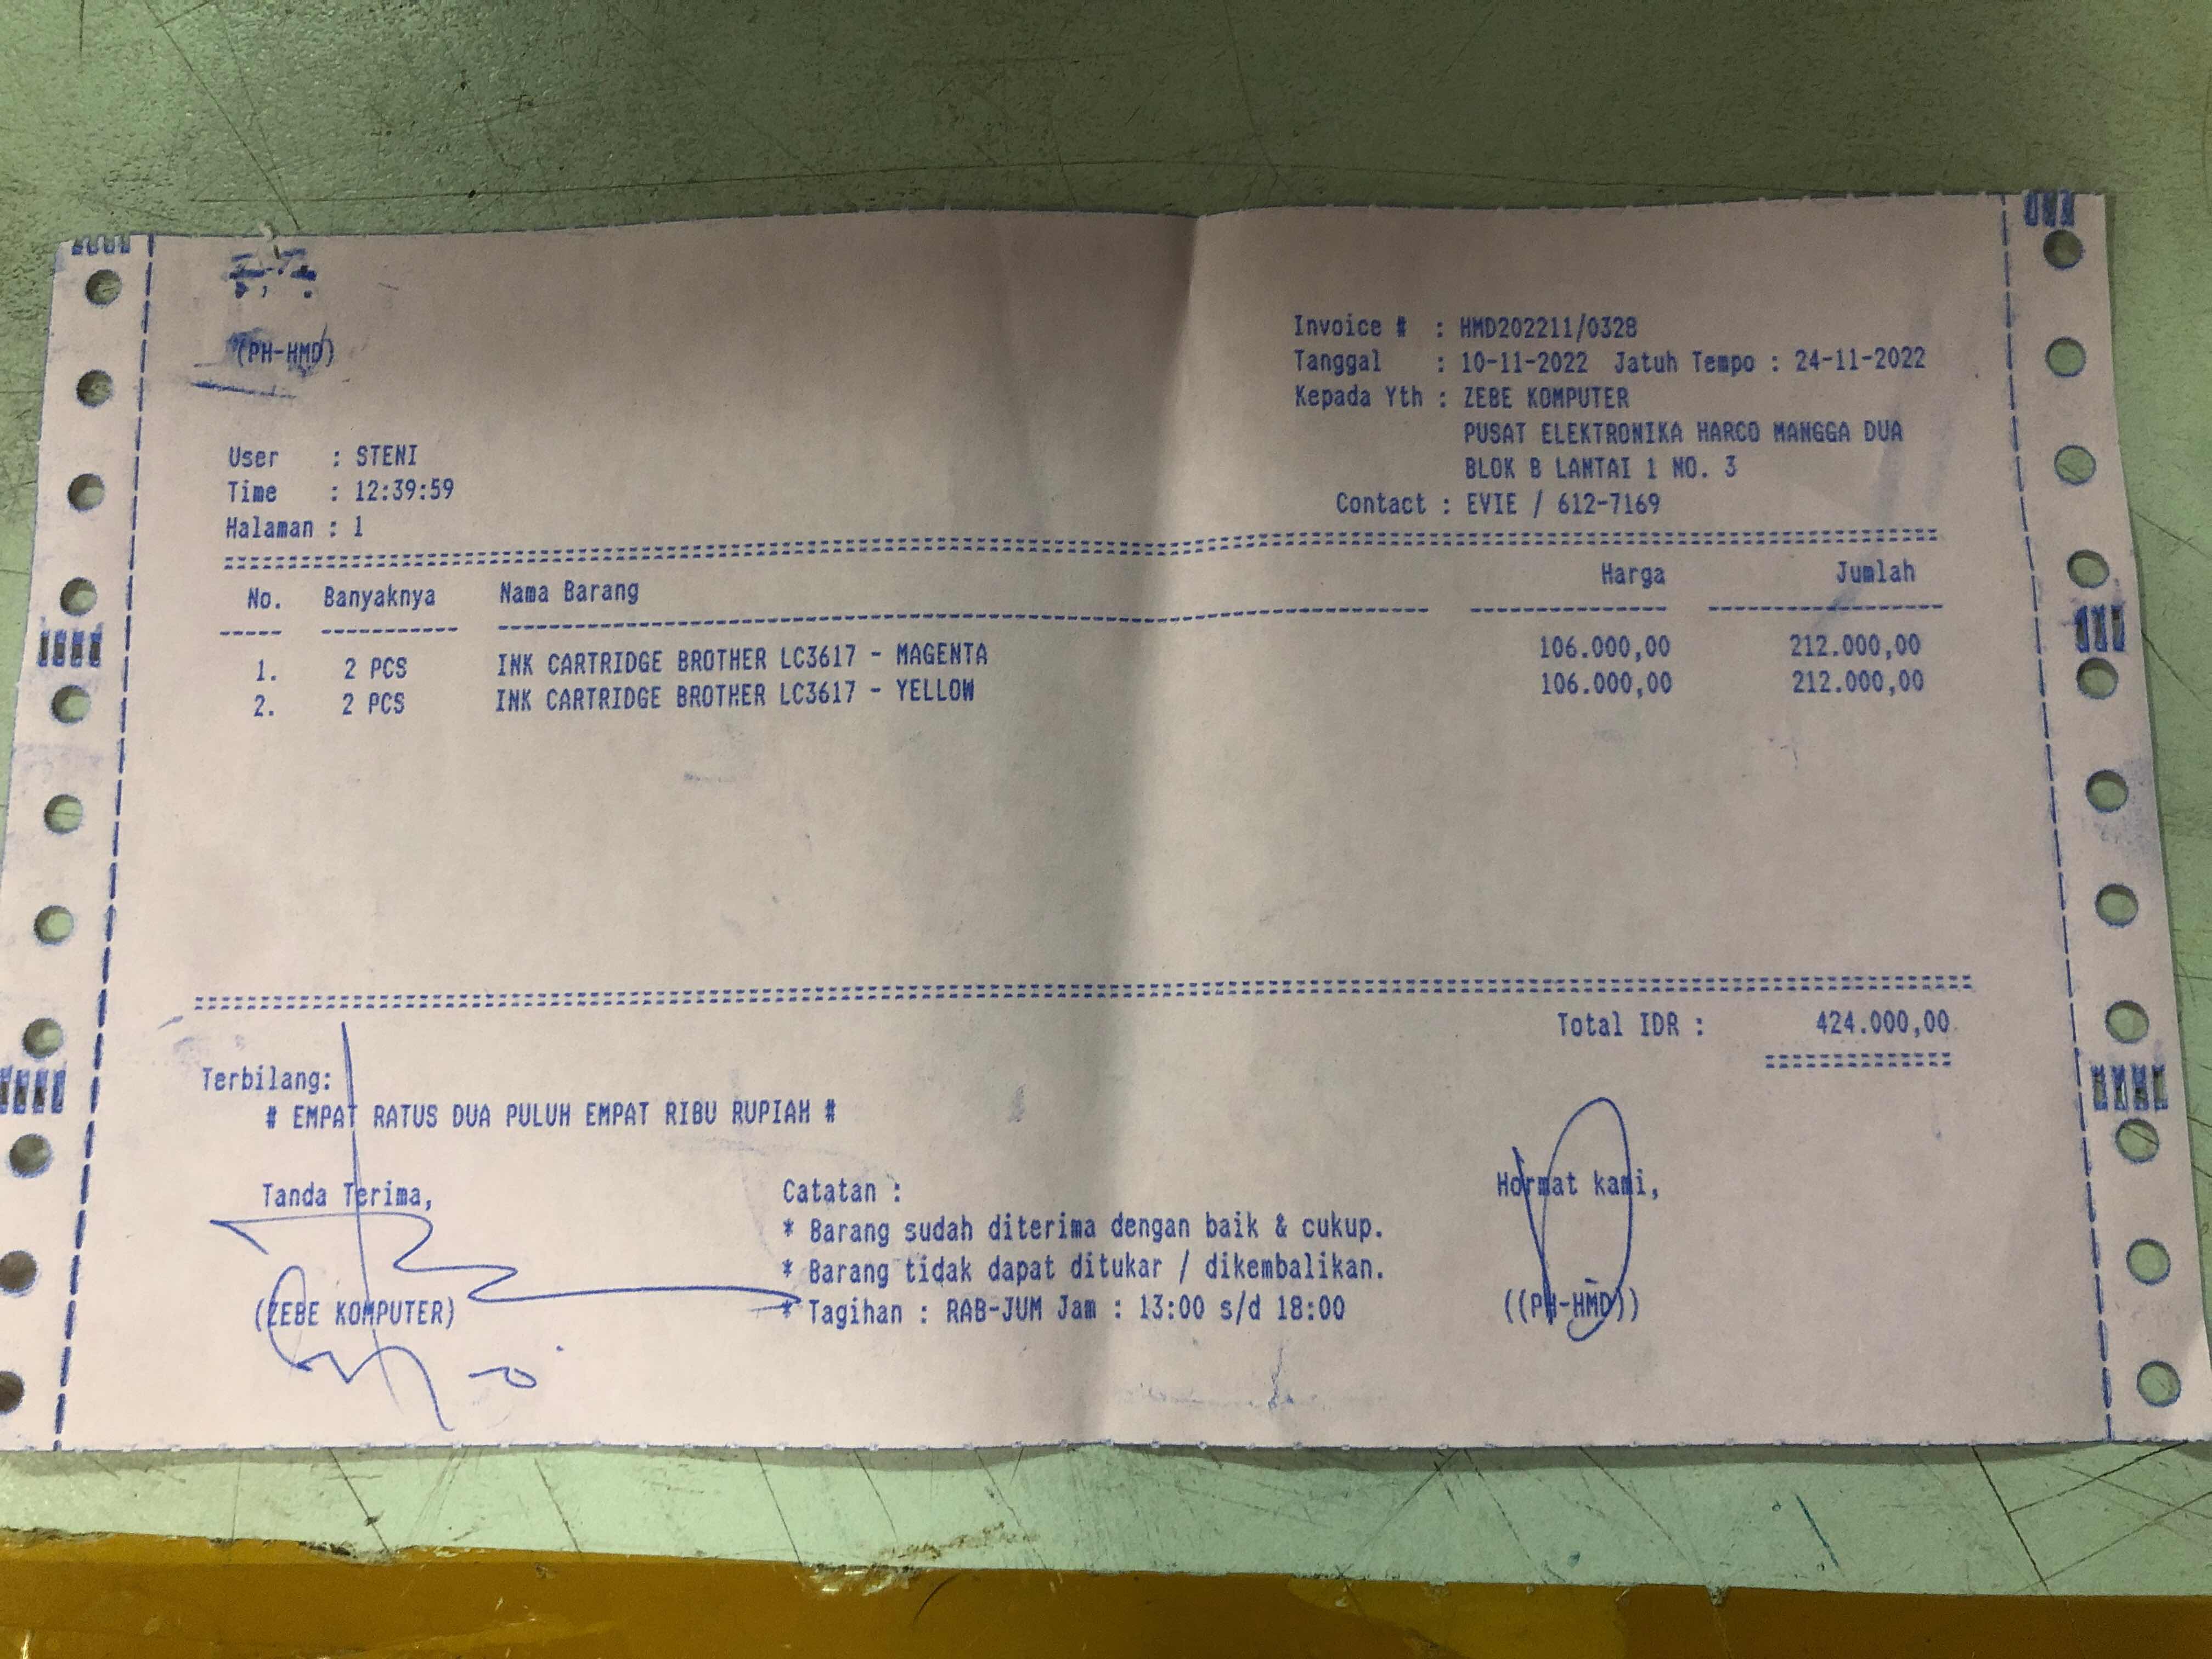 (PH-HMD)
Invoice # : HMD202211/0328
Tanggal : 10-11-2022 Jatuh Tempo : 24-11-2022
Kepada Yth : ZEBE KOMPUTER
PUSAT ELEKTRONIKA HARCO MANGGA DUA
BLOK B LANTAI 1 NO. 3
Contact : EVIE / 612-7169
User : STENI
Time : 12:39:59
Halaman : 1
No. Banyaknya Nama Barang Harga Jumlah
1. 2 PCS INK CARTRIDGE BROTHER LC3617 - MAGENTA 106.000,00 212.000,00
2. 2 PCS INK CARTRIDGE BROTHER LC3617 - YELLOW 106.000,00 212.000,00
Total IDR : 424.000,00
Terbilang:
# EMPAT RATUS DUA PULUH EMPAT RIBU RUPIAH #
Tanda Terima,
(ZEBE KOMPUTER)
Catatan :
* Barang sudah diterima dengan baik & cukup.
* Barang tidak dapat ditukar / dikembalikan.
* Tagihan : RAB-JUM Jam : 13:00 s/d 18:00
Hormat kami,
((PH-HMD))